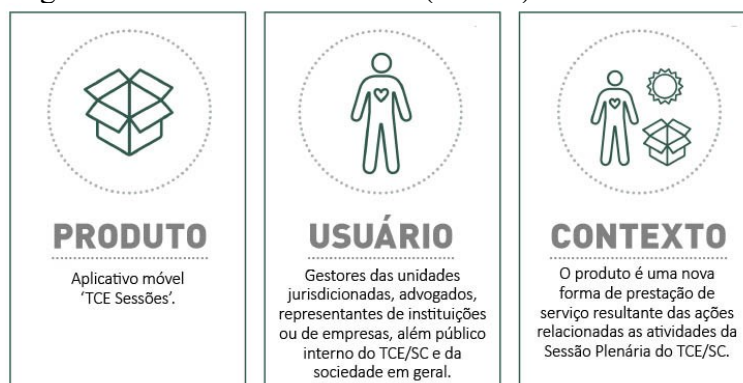 PRODUTO
Aplicativo móvel
‘TCE Sessões’.
USUÁRIO
Gestores das unidades
jurisdicionadas, advogados,
representantes de instituições
ou de empresas, além público
interno do TCE/SC e da
sociedade em geral.
CONTEXTO
O produto é uma nova
forma de prestação de
serviço resultante das ações
relacionadas as atividades da
Sessão Plenária do TCE/SC.